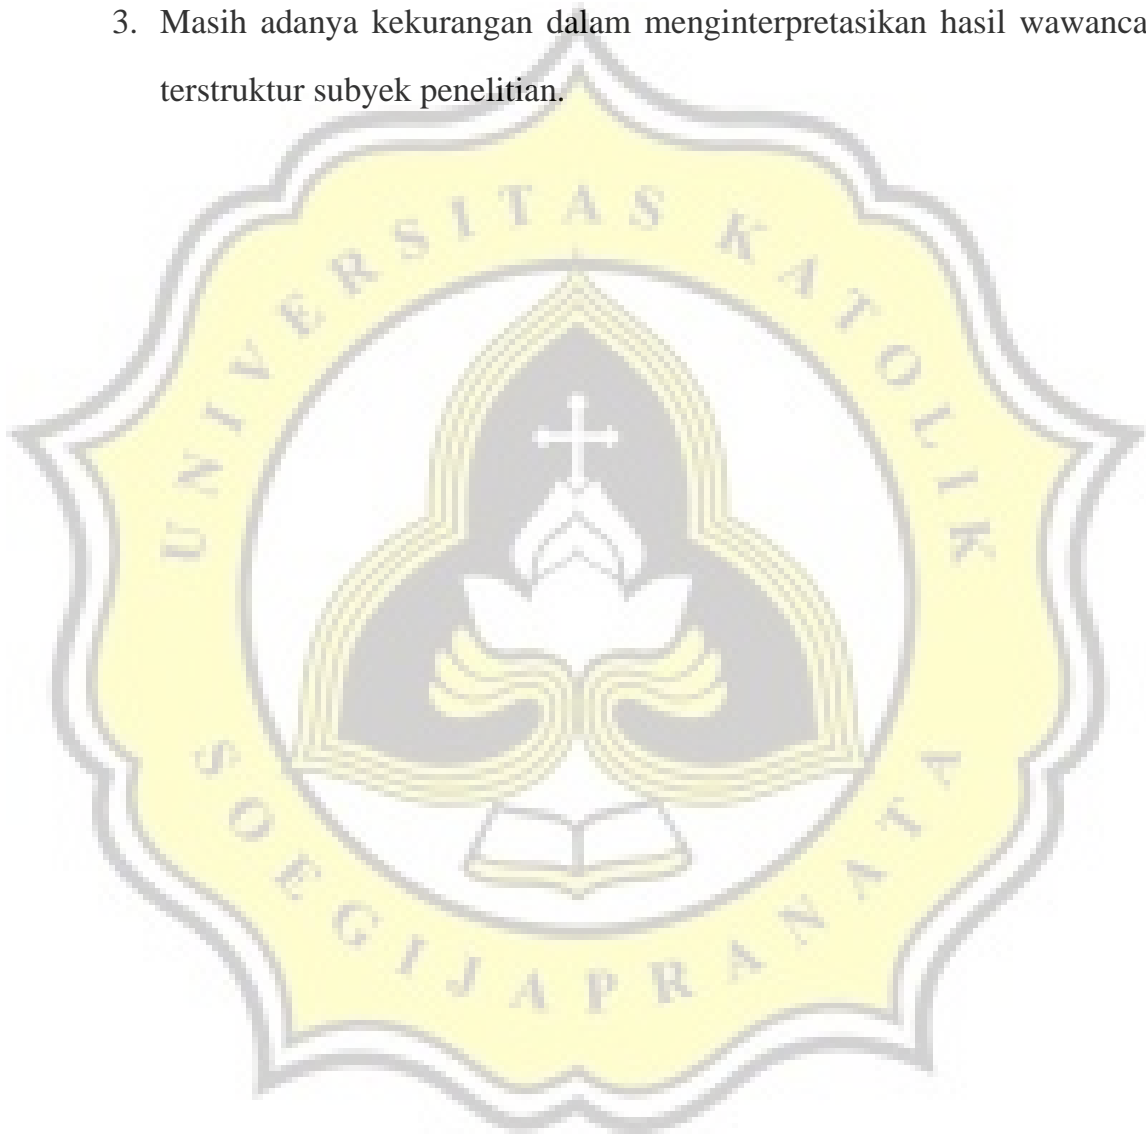 3. Masih adanya kekurangan dalam menginterpretasikan hasil wawanca
terstruktur subyek penelitian.
UNIVERSITAS KATOLIK
SOEGIJAPRANATA